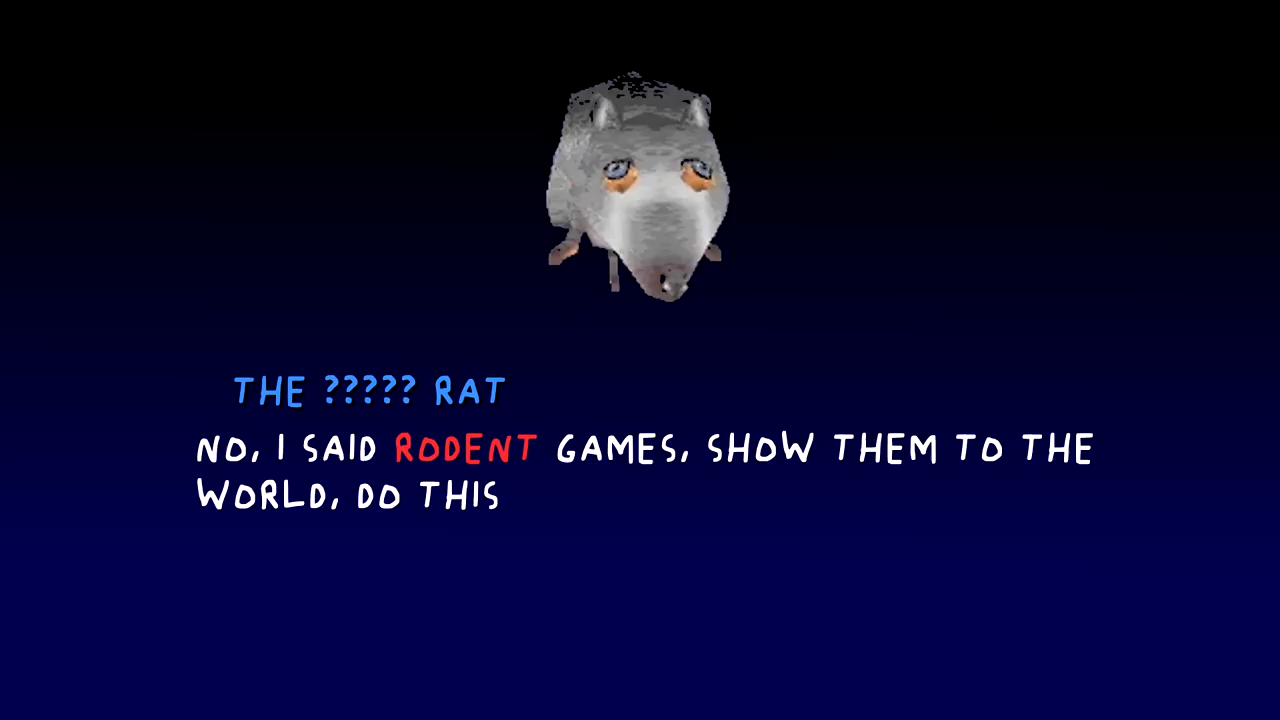 THE ????? RAT
NO, I SAID RODENT GAMES, SHOW THEM TO THE
WORLD, DO THIS